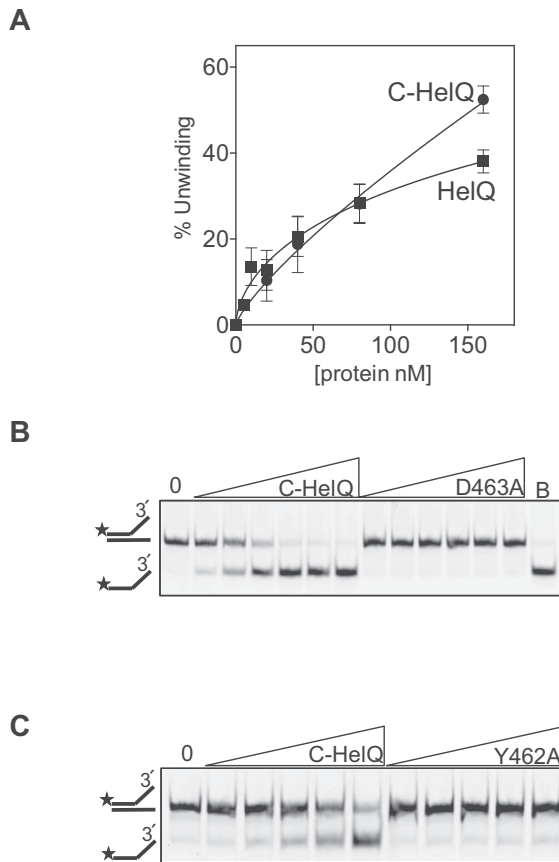 A
60
C-HelQ
40
HelQ
% Unwinding
20
0
0 50 100 150
[protein nM]
B
0 C-HelQ D463A B
3´
3´
C
0 C-HelQ Y462A
3´
3´